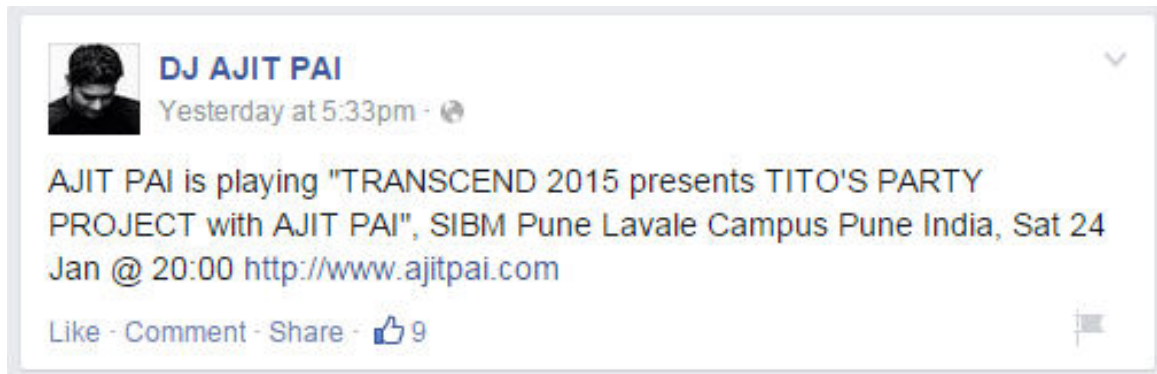 DJ AJIT PAI
Yesterday at 5:33pm ·
AJIT PAI is playing "TRANSCEND 2015 presents TITO'S PARTY
PROJECT with AJIT PAI", SIBM Pune Lavale Campus Pune India, Sat 24
Jan @ 20:00 http://www.ajitpai.com
Like · Comment · Share · 9